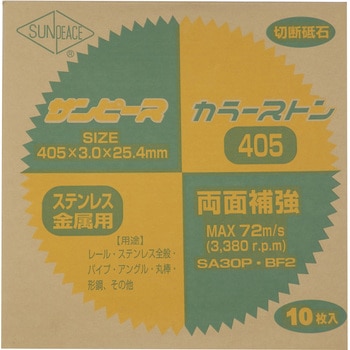 SUNPEACE
®
切断砥石
サンピース
カラーストン
SIZE
405×3.0×25.4mm
405
ステンレス
金属用
両面補強
MAX 72m/s
(3,380 r.p.m)
SA30P・BF2
【用途】
レール・ステンレス全般・
パイプ・アングル・丸棒・
形鋼、その他
10枚入